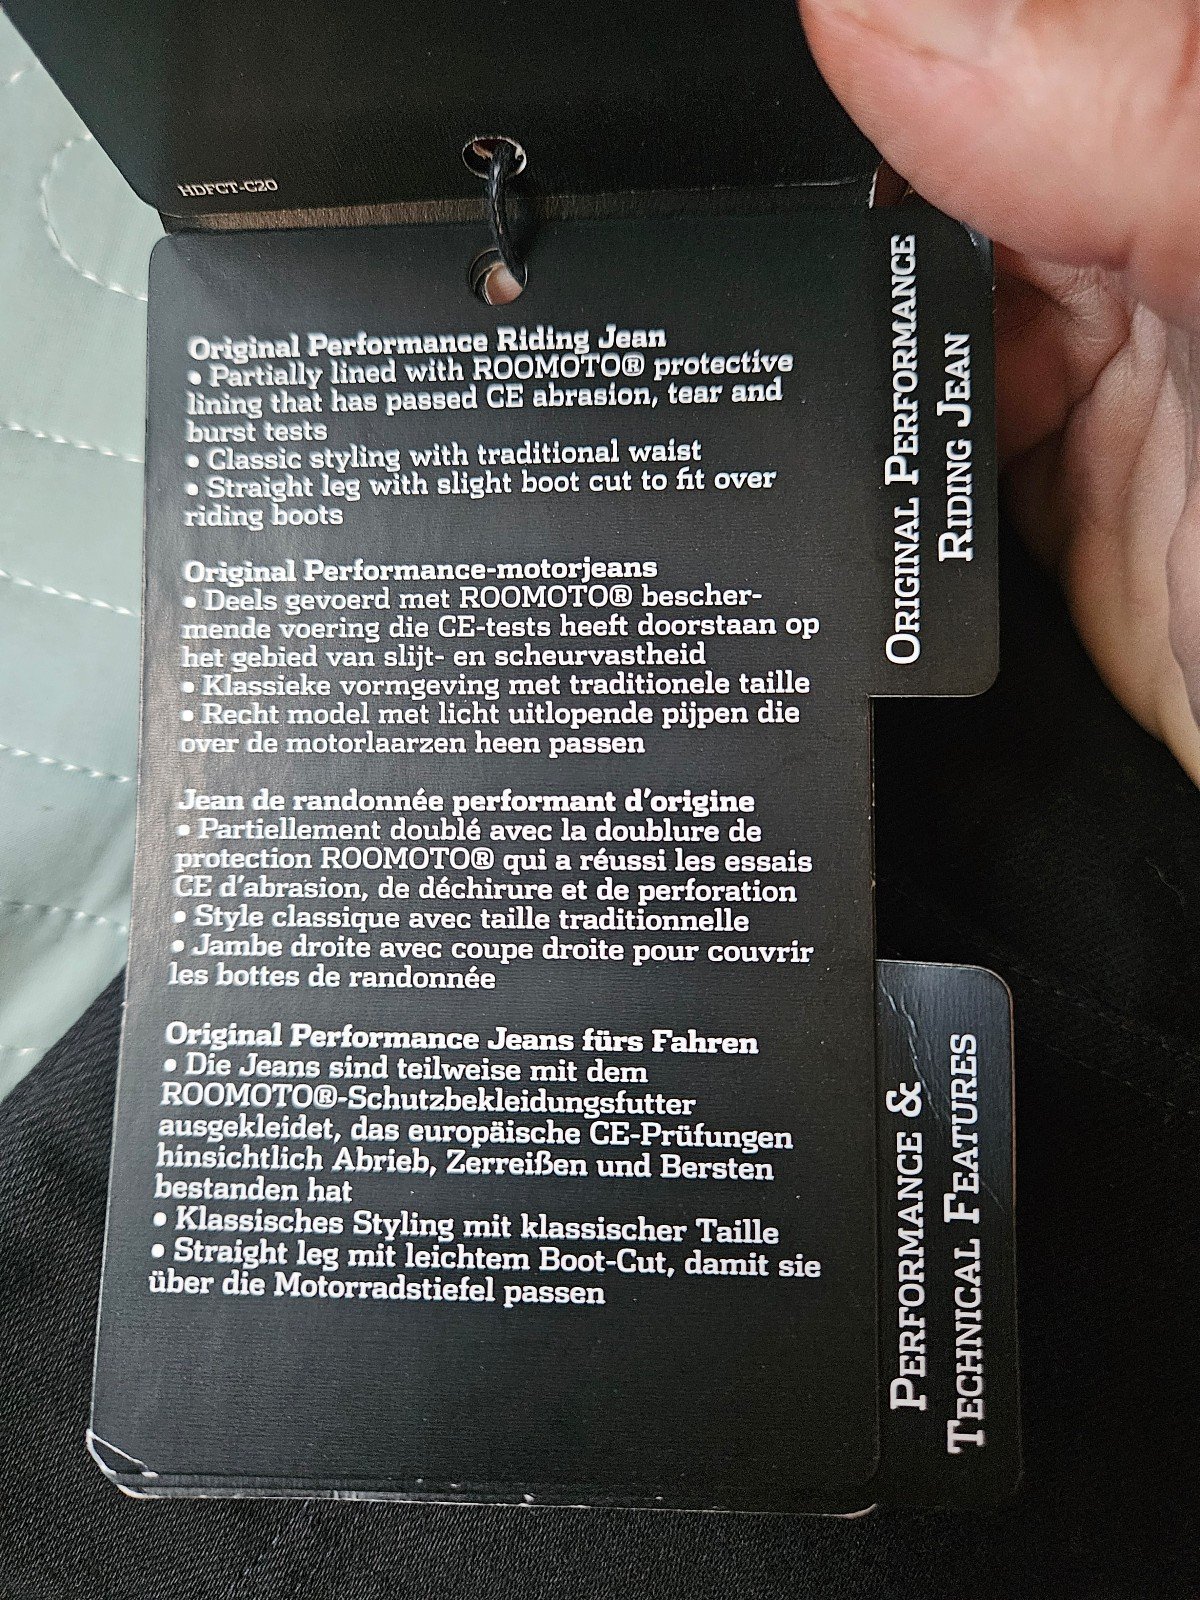 HDFCT-C20
Original Performance Riding Jean
• Partially lined with ROOMOTO® protective
lining that has passed CE abrasion, tear and
burst tests
• Classic styling with traditional waist
• Straight leg with slight boot cut to fit over
riding boots
Original Performance-motorjeans
• Deels gevoerd met ROOMOTO® bescher-
mende voering die CE-tests heeft doorstaan op
het gebied van slijt- en scheurvastheid
• Klassieke vormgeving met traditionele taille
• Recht model met licht uitlopende pijpen die
over de motorlaarzen heen passen
Jean de randonnée performant d'origine
• Partiellement doublé avec la doublure de
protection ROOMOTO® qui a réussi les essais
CE d'abrasion, de déchirure et de perforation
• Style classique avec taille traditionnelle
• Jambe droite avec coupe droite pour couvrir
les bottes de randonnée
Original Performance Jeans fürs Fahren
• Die Jeans sind teilweise mit dem
ROOMOTO®-Schutzbekleidungsfutter
ausgekleidet, das europäische CE-Prüfungen
hinsichtlich Abrieb, Zerreißen und Bersten
bestanden hat
• Klassisches Styling mit klassischer Taille
• Straight leg mit leichtem Boot-Cut, damit sie
über die Motorradstiefel passen
ORIGINAL PERFORMANCE
RIDING JEAN
PERFORMANCE &
TECHNICAL FEATURES